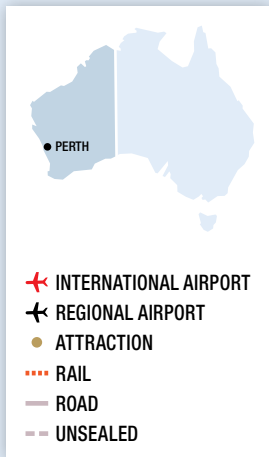 PERTH
INTERNATIONAL AIRPORT
REGIONAL AIRPORT
ATTRACTION
RAIL
ROAD
UNSEALED